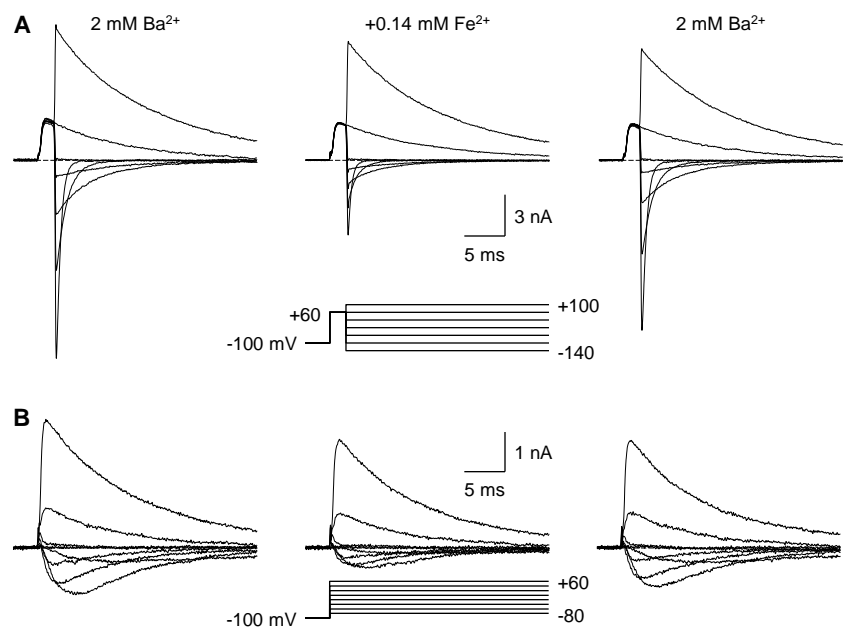 A
2 mM Ba²⁺
+0.14 mM Fe²⁺
2 mM Ba²⁺
3 nA
5 ms
+60
-100 mV
+100
-140
B
1 nA
5 ms
-100 mV
+60
-80